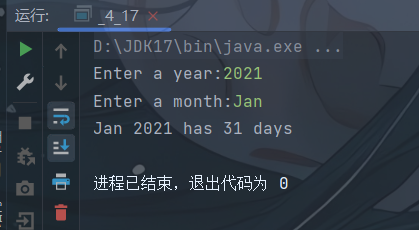 运行: _4_17
D:\JDK17\bin\java.exe ...
Enter a year:2021
Enter a month:Jan
Jan 2021 has 31 days
进程已结束，退出代码为 0